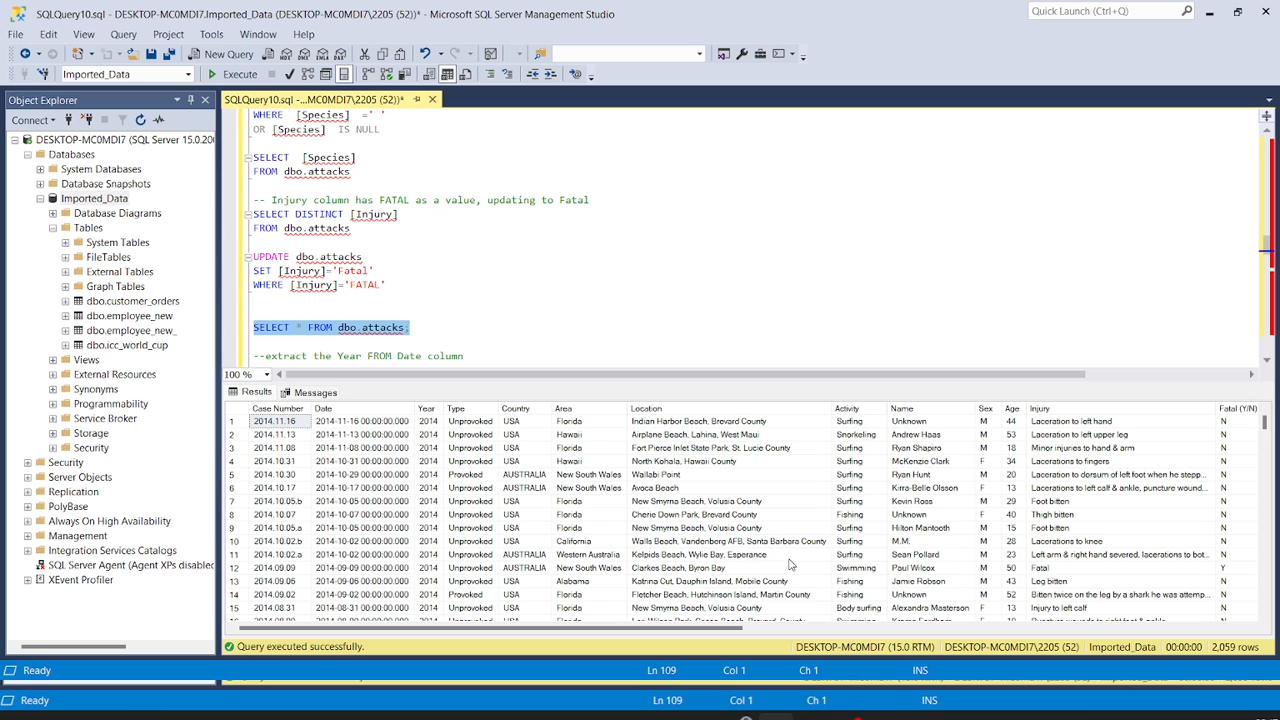 SQLQuery10.sql - DESKTOP-MC0MDI7.Imported_Data (DESKTOP-MC0MDI7\2205 (52))* - Microsoft SQL Server Management Studio
Quick Launch (Ctrl+Q)
File Edit View Query Project Tools Window Help
New Query
Imported_Data Execute
Object Explorer
SQLQuery10.sql -...MC0MDI7\2205 (52))*
Connect
DESKTOP-MC0MDI7 (SQL Server 15.0.200
Databases
System Databases
Database Snapshots
Imported_Data
Database Diagrams
Tables
System Tables
FileTables
External Tables
Graph Tables
dbo.customer_orders
dbo.employee_new
dbo.employee_new_
dbo.icc_world_cup
Views
External Resources
Synonyms
Programmability
Service Broker
Storage
Security
Security
Server Objects
Replication
PolyBase
Always On High Availability
Management
Integration Services Catalogs
SQL Server Agent (Agent XPs disabled
XEvent Profiler
WHERE [Species] =' '
OR [Species] IS NULL
SELECT [Species]
FROM dbo.attacks
-- Injury column has FATAL as a value, updating to Fatal
SELECT DISTINCT [Injury]
FROM dbo.attacks
UPDATE dbo.attacks
SET [Injury]='Fatal'
WHERE [Injury]='FATAL'
SELECT * FROM dbo.attacks;
--extract the Year FROM Date column
100 %
Results Messages
Case Number Date Year Type Country Area Location Activity Name Sex Age Injury Fatal (Y/N)
1 2014.11.16 2014-11-16 00:00:00.000 2014 Unprovoked USA Florida Indian Harbor Beach, Brevard County Surfing Unknown M 44 Laceration to left hand N
2 2014.11.13 2014-11-13 00:00:00.000 2014 Unprovoked USA Hawaii Airplane Beach, Lahina, West Maui Snorkeling Andrew Haas M 53 Laceration to left upper leg N
3 2014.11.08 2014-11-08 00:00:00.000 2014 Unprovoked USA Florida Fort Pierce Inlet State Park, St. Lucie County Surfing Ryan Shapiro M 18 Minor injuries to hand & arm N
4 2014.10.31 2014-10-31 00:00:00.000 2014 Unprovoked USA Hawaii North Kohala, Hawaii County Surfing McKenzie Clark F 34 Lacerations to fingers N
5 2014.10.30 2014-10-29 00:00:00.000 2014 Provoked AUSTRALIA New South Wales Wallabi Point Surfing Ryan Hunt M 20 Lacerations to dorsum of left foot when he stepp... N
6 2014.10.17 2014-10-17 00:00:00.000 2014 Unprovoked AUSTRALIA New South Wales Avoca Beach Surfing Kirra-Belle Olsson F 13 Lacerations to left calf & ankle, puncture wound... N
7 2014.10.05.b 2014-10-05 00:00:00.000 2014 Unprovoked USA Florida New Smyrna Beach, Volusia County Surfing Kevin Ross M 29 Foot bitten N
8 2014.10.07 2014-10-07 00:00:00.000 2014 Unprovoked USA Florida Cherie Down Park, Brevard County Fishing Unknown M 40 Thigh bitten N
9 2014.10.05.a 2014-10-05 00:00:00.000 2014 Unprovoked USA Florida New Smyrna Beach, Volusia County Surfing Hilton Mantooth M 15 Foot bitten N
10 2014.10.02.b 2014-10-02 00:00:00.000 2014 Unprovoked USA California Walls Beach, Vandenberg AFB, Santa Barbara County Surfing M.M. M 28 Lacerations to knee N
11 2014.10.02.a 2014-10-02 00:00:00.000 2014 Unprovoked AUSTRALIA Western Australia Kelpids Beach, Wylie Bay, Esperance Surfing Sean Pollard M 23 Left arm & right hand severed, lacerations to bot... N
12 2014.09.09 2014-09-09 00:00:00.000 2014 Unprovoked AUSTRALIA New South Wales Clarkes Beach, Byron Bay Swimming Paul Wilcox M 50 Fatal Y
13 2014.09.06 2014-09-06 00:00:00.000 2014 Unprovoked USA Alabama Katrina Cut, Dauphin Island, Mobile County Fishing Jamie Robson M 43 Leg bitten N
14 2014.09.02 2014-09-02 00:00:00.000 2014 Provoked USA Florida Fletcher Beach, Hutchinson Island, Martin County Fishing Unknown M 52 Bitten twice on the leg by a shark he was attemp... N
15 2014.08.31 2014-08-31 00:00:00.000 2014 Unprovoked USA Florida New Smyrna Beach, Volusia County Body surfing Alexandra Masterson F 13 Injury to left calf N
Query executed successfully. DESKTOP-MC0MDI7 (15.0 RTM) DESKTOP-MC0MDI7\2205 (52) Imported_Data 00:00:00 2,059 rows
Ready Ln 109 Col 1 Ch 1 INS
Ready Ln 109 Col 1 Ch 1 INS